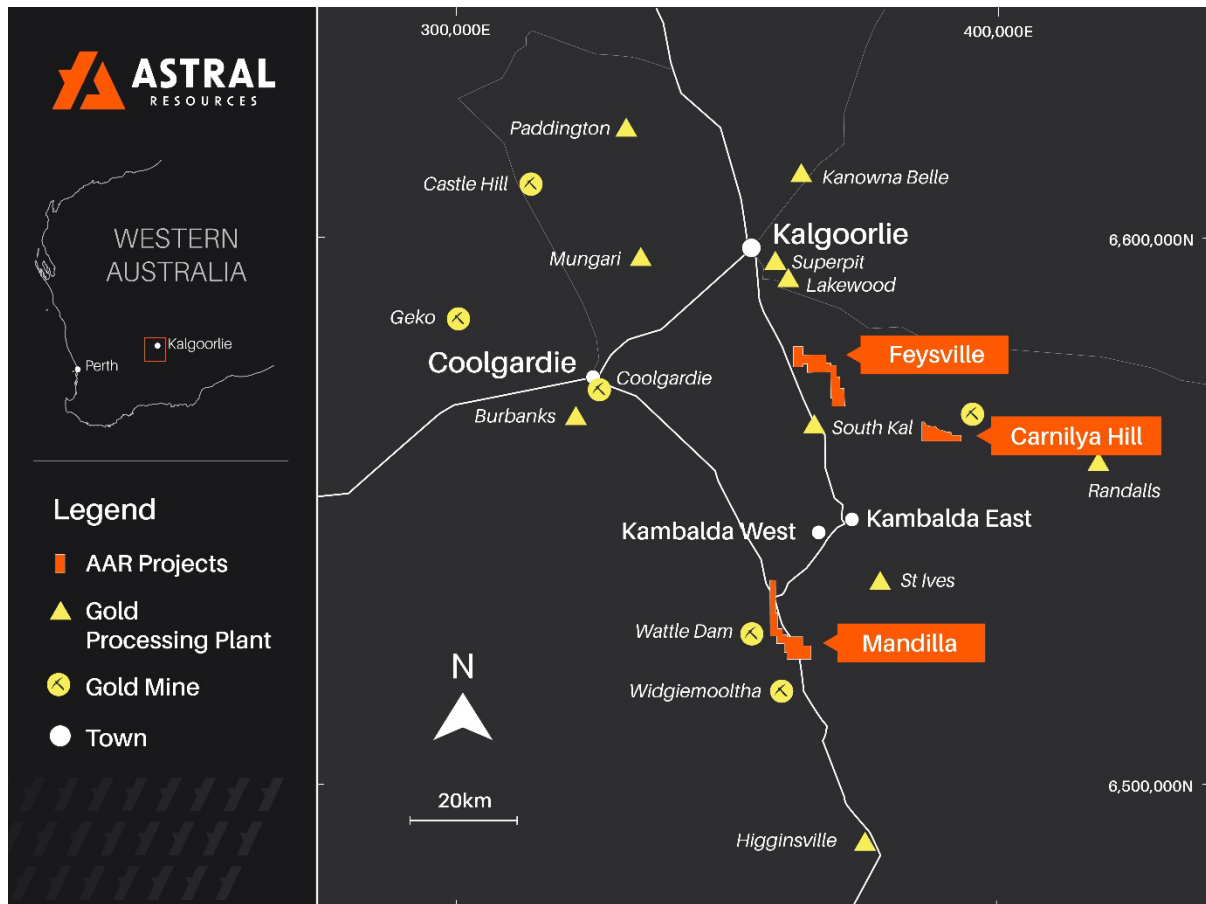 ASTRAL
RESOURCES
WESTERN
AUSTRALIA
Kalgoorlie
Perth
Legend
AAR Projects
Gold
Processing Plant
Gold Mine
Town
300,000E
400,000E
Paddington
Castle Hill
Kanowna Belle
Kalgoorlie
6,600,000N
Mungari
Superpit
Lakewood
Geko
Feysville
Coolgardie
Coolgardie
Burbanks
South Kal
Carnilya Hill
Randalls
Kambalda West
Kambalda East
St Ives
Wattle Dam
Mandilla
N
Widgiemooltha
20km
6,500,000N
Higginsville